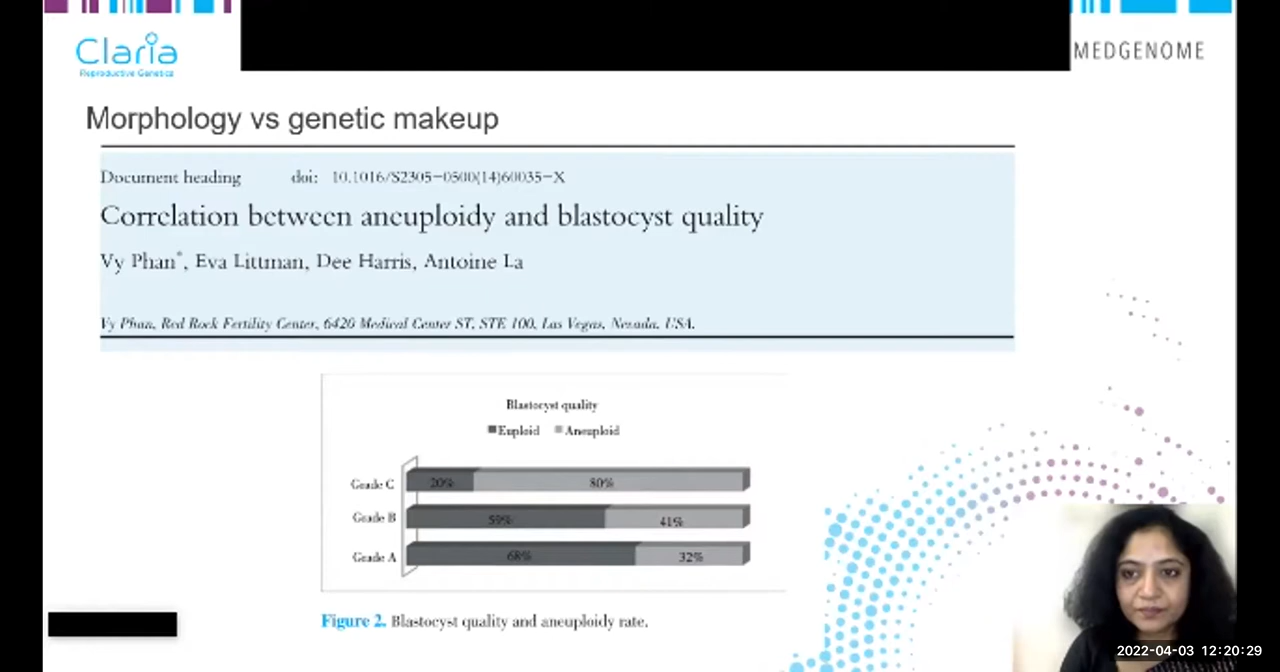 Claria
Reproductive Genetics
MEDGENOME
Morphology vs genetic makeup
Document heading doi: 10.1016/S2305-0500(14)60035-X
Correlation between aneuploidy and blastocyst quality
Vy Phan*, Eva Littman, Dee Harris, Antoine La
Vy Phan, Red Rock Fertility Center, 6420 Medical Center ST, STE 100, Las Vegas, Nevada, USA.
Blastocyst quality
Euploid Aneuploid
Grade C 20% 80%
Grade B 59% 41%
Grade A 68% 32%
Figure 2. Blastocyst quality and aneuploidy rate.
2022-04-03 12:20:29